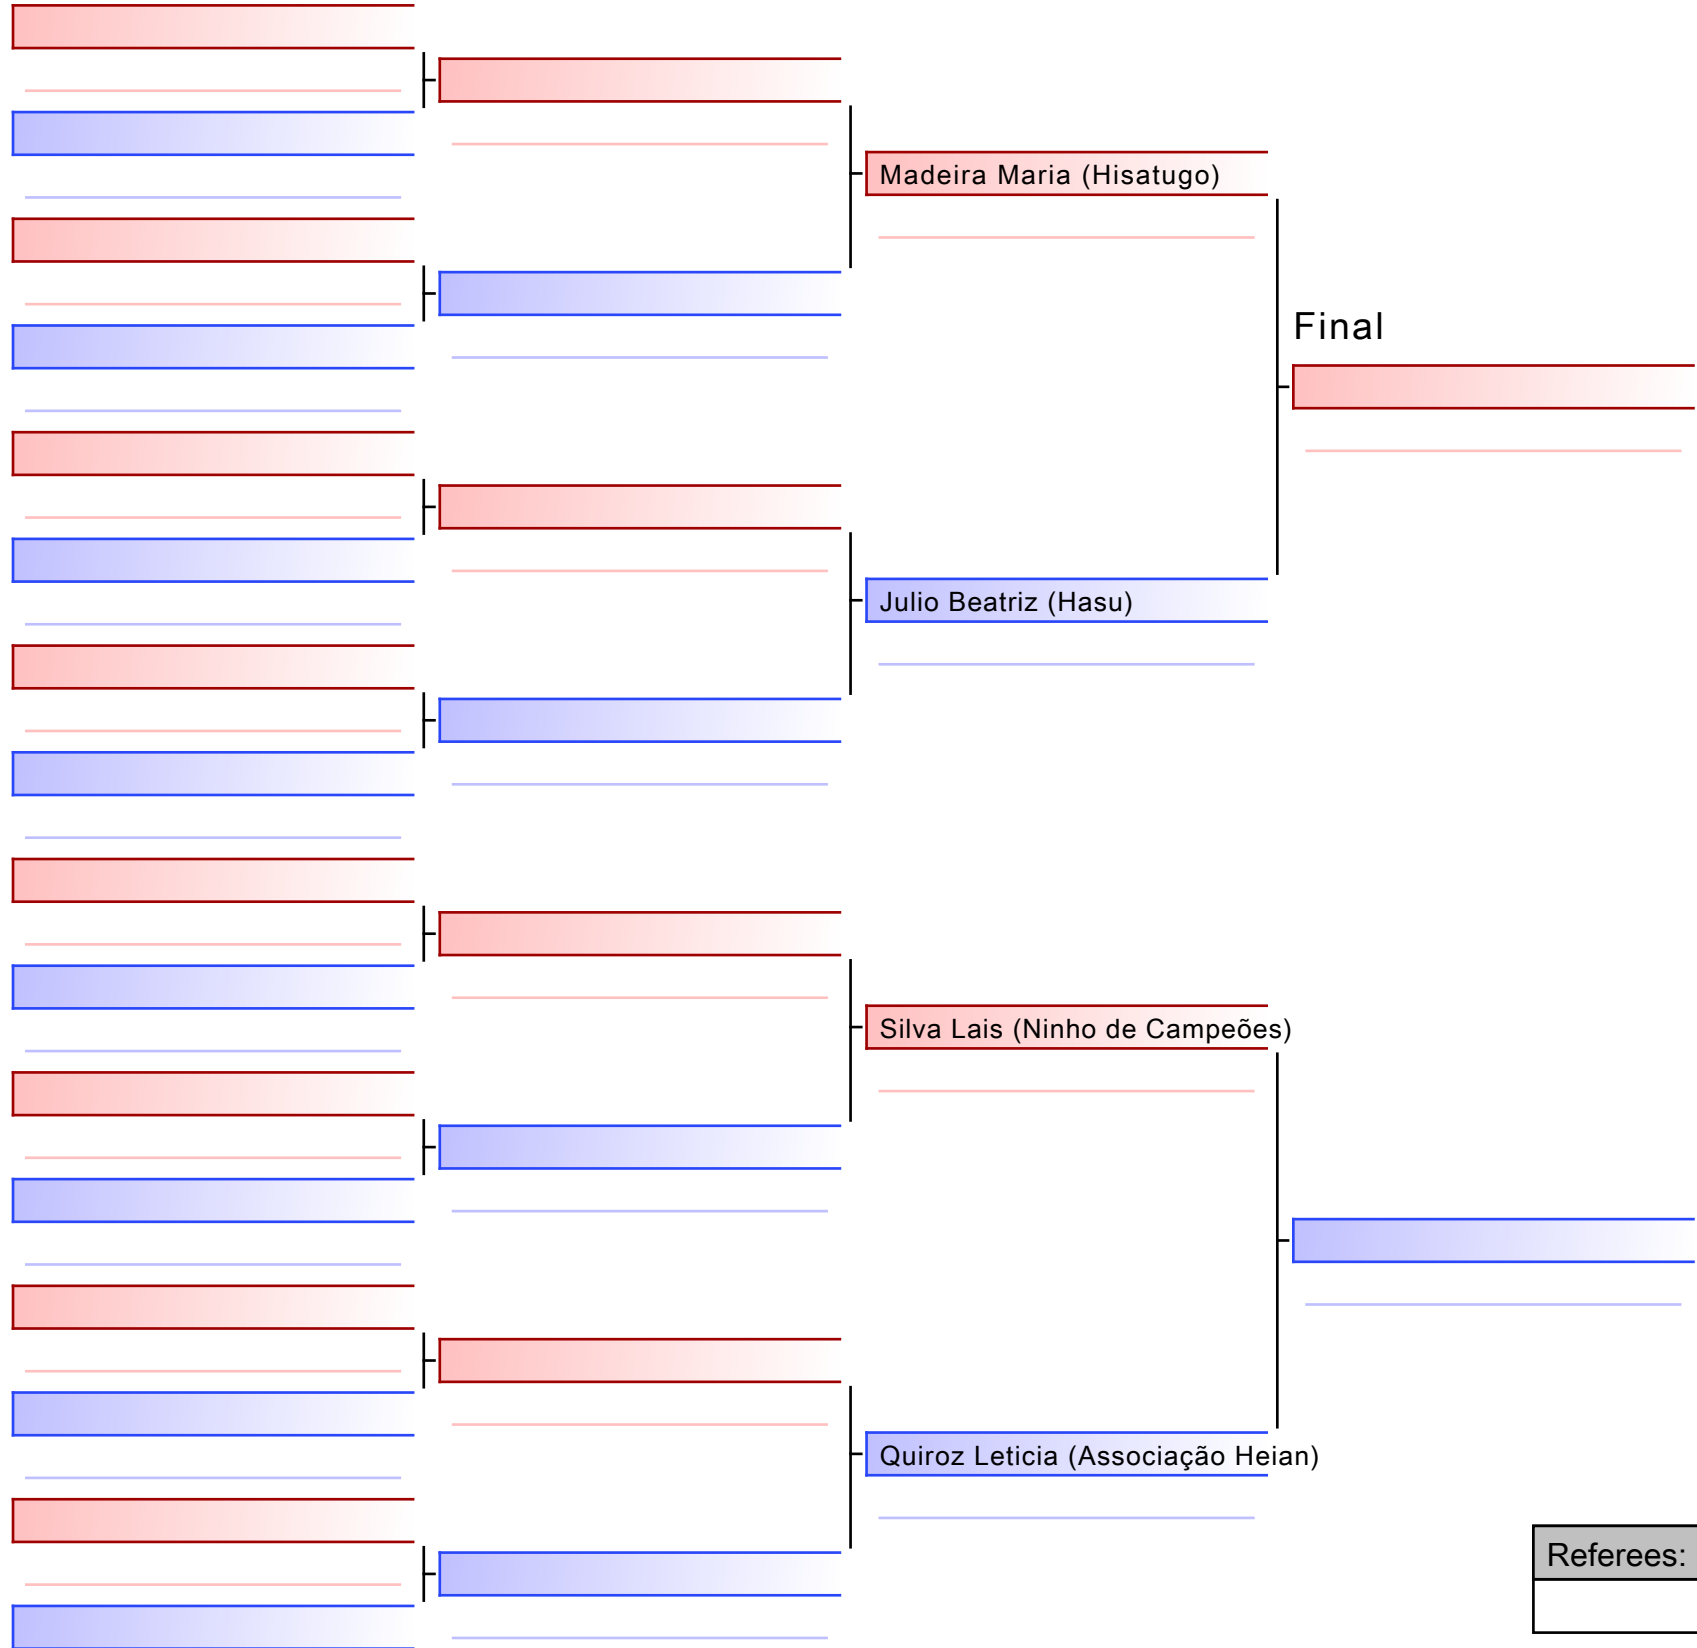 Madeira Maria (Hisatugo)
Final
Julio Beatriz (Hasu)
Silva Lais (Ninho de Campeões)
Quiroz Leticia (Associação Heian)
Referees: